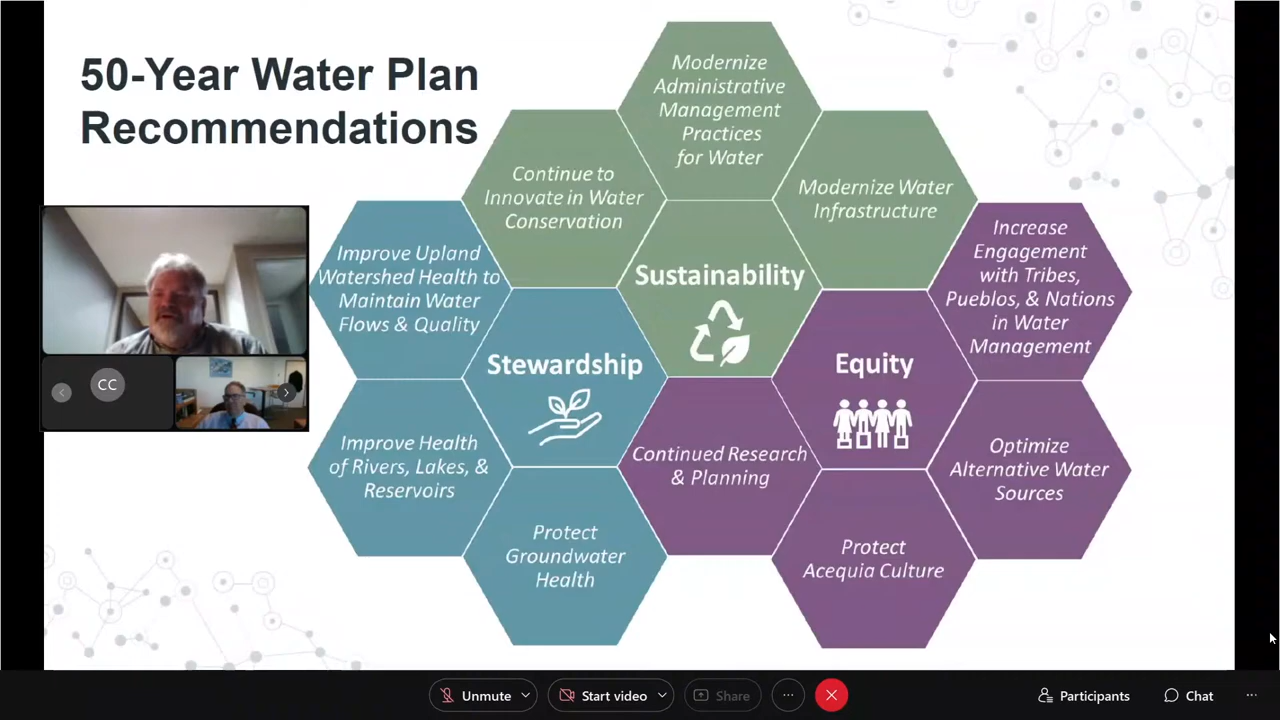 50-Year Water Plan
Recommendations
Modernize
Administrative
Management
Practices
for Water
Continue to
Innovate in Water
Conservation
Modernize Water
Infrastructure
Improve Upland
Watershed Health to
Maintain Water
Flows & Quality
Sustainability
Increase
Engagement
with Tribes,
Pueblos, & Nations
in Water
Management
Stewardship
Equity
Improve Health
of Rivers, Lakes, &
Reservoirs
Continued Research
& Planning
Optimize
Alternative Water
Sources
Protect
Groundwater
Health
Protect
Acequia Culture
CC
Unmute
Start video
Share
Participants
Chat